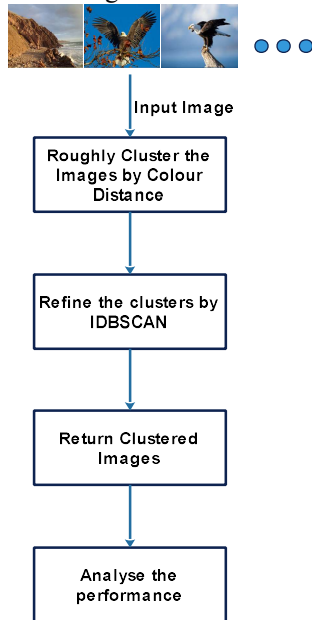 Input Image
Roughly Cluster the
Images by Colour
Distance
Refine the clusters by
IDBSCAN
Return Clustered
Images
Analyse the
performance